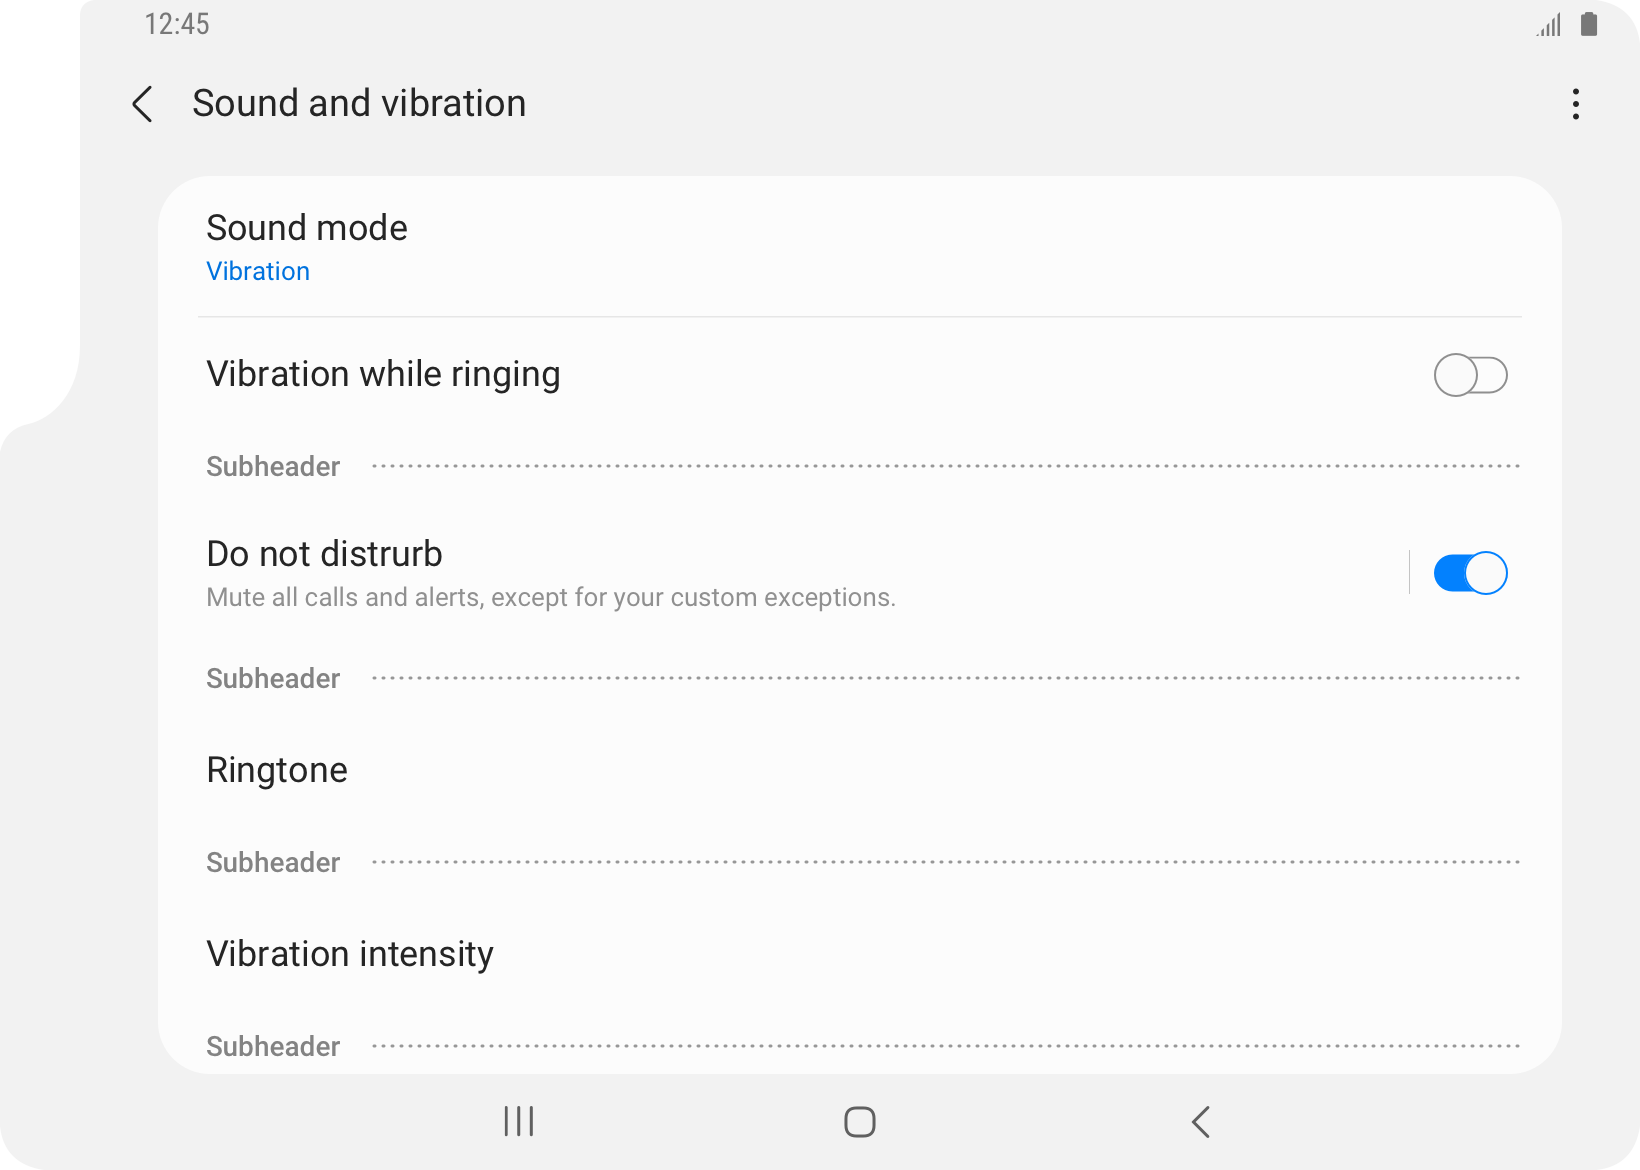 12:45
Sound and vibration
Sound mode
Vibration
Vibration while ringing
Subheader
Do not distrurb
Mute all calls and alerts, except for your custom exceptions.
Subheader
Ringtone
Subheader
Vibration intensity
Subheader